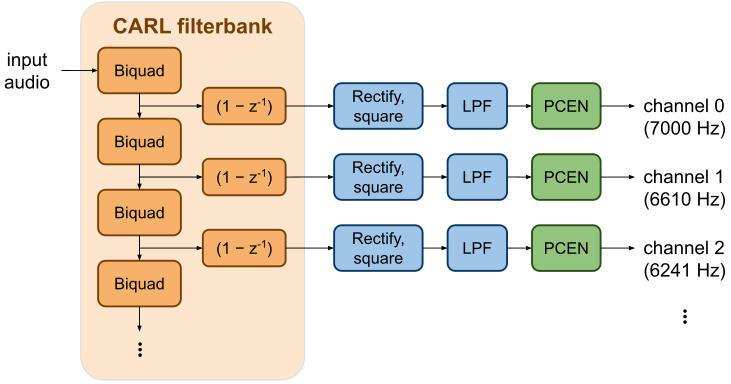 CARL filterbank
input
audio
Biquad
(1 − z⁻¹)
Rectify,
square
LPF
PCEN
channel 0
(7000 Hz)
Biquad
(1 − z⁻¹)
Rectify,
square
LPF
PCEN
channel 1
(6610 Hz)
Biquad
(1 − z⁻¹)
Rectify,
square
LPF
PCEN
channel 2
(6241 Hz)
Biquad